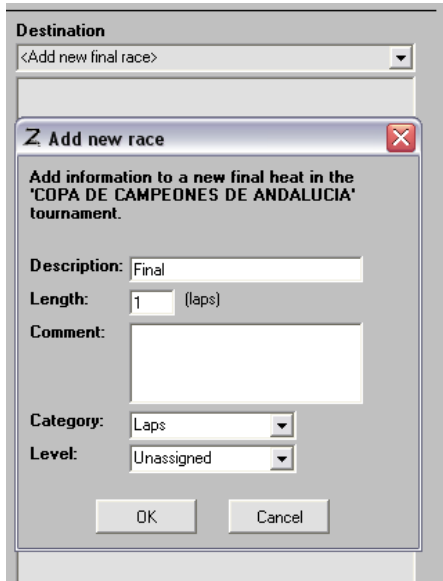 Destination
<Add new final race>
Z Add new race
Add information to a new final heat in the
'COPA DE CAMPEONES DE ANDALUCIA'
tournament.
Description: Final
Length: 1 (laps)
Comment:
Category: Laps
Level: Unassigned
OK Cancel